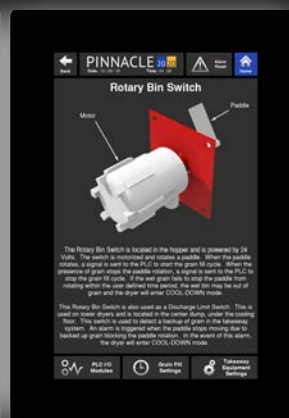 PINNACLE 20 20
Back
Date:
Time:
Alarm
Reset
Home
Rotary Bin Switch
Paddle
Motor
The Rotary Bin Switch is located in the hopper and is powered by 24
Volts. The switch is motorized and rotates a paddle. When the paddle
rotates, a signal is sent to the PLC to start the grain fill cycle. When the
presence of grain stops the paddle rotation, a signal is sent to the PLC to
stop the grain fill cycle. If the wet grain fails to stop the paddle from
rotating within the user defined time period, the wet bin may be out of
grain and the dryer will enter COOL-DOWN mode.
This Rotary Bin Switch is also used as a Discharge Limit Switch. This is
used on tower dryers and is located in the center dump, under the cooling
floor. This switch is used to detect a backup of grain in the takeaway
system. An alarm is triggered when the paddle stops moving due to
backed up grain blocking the paddle rotation. In the event of this alarm,
the dryer will enter COOL-DOWN mode.
PLC I/O
Modules
Grain Fill
Settings
Takeaway
Equipment
Settings